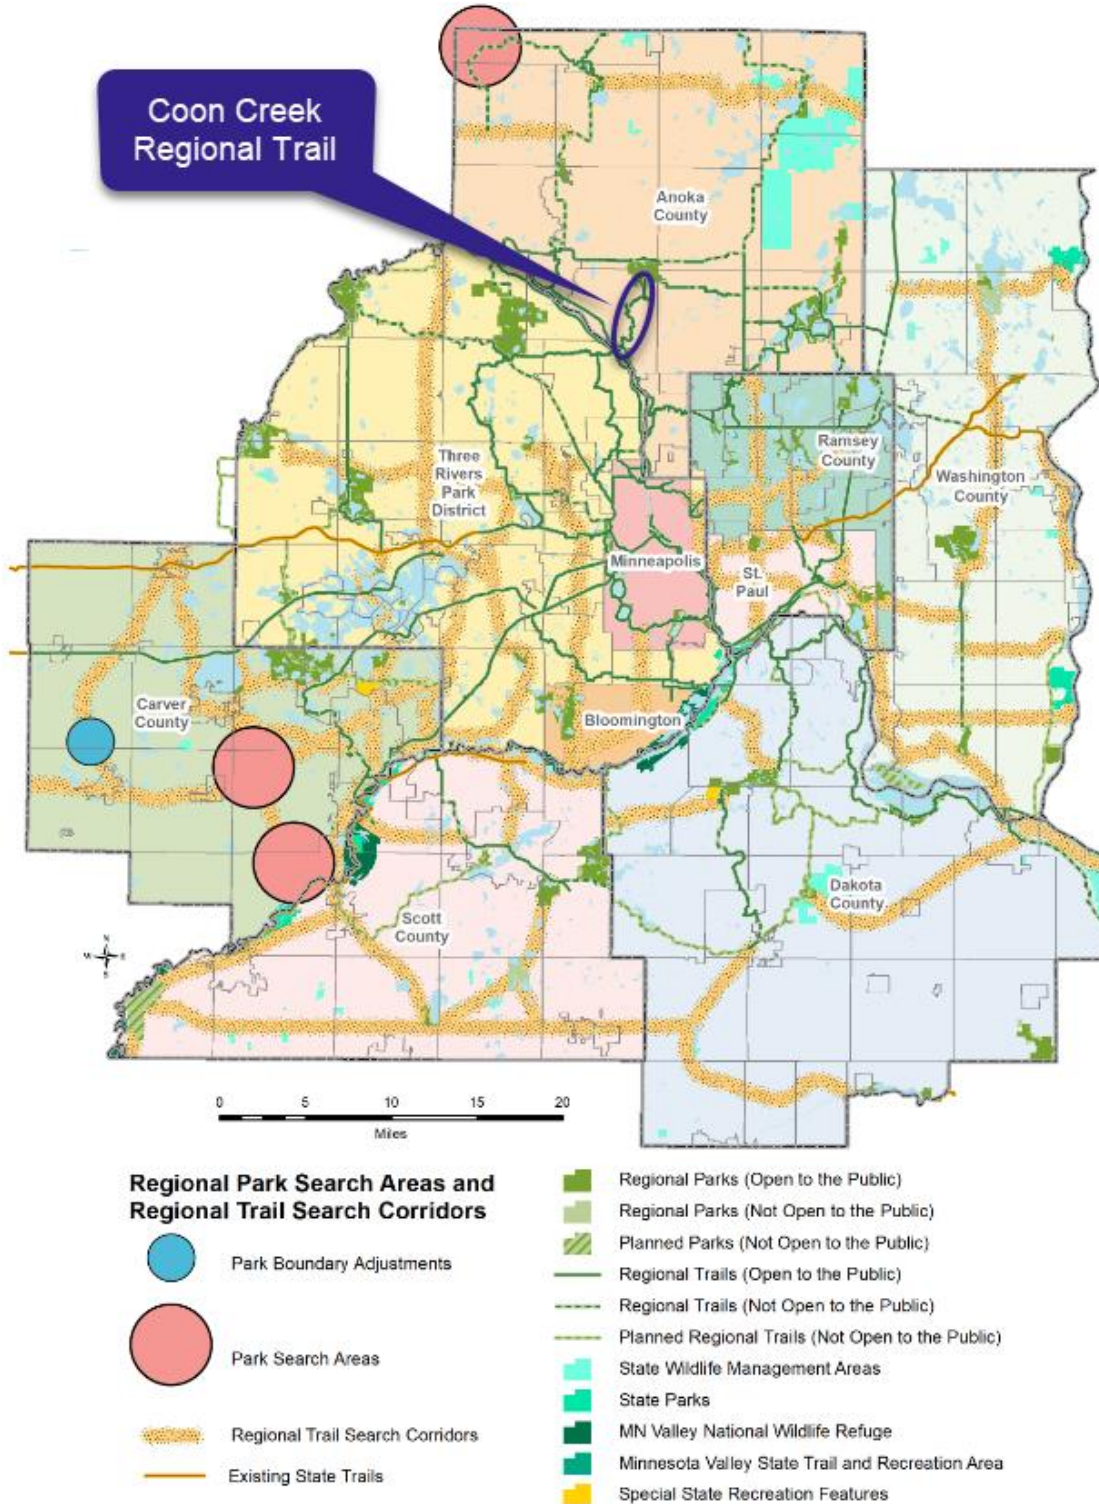 Coon Creek
Regional Trail
Anoka
County
Three
Rivers
Park
District
Ramsey
County
Washington
County
Minneapolis
St.
Paul
Carver
County
Bloomington
Scott
County
Dakota
County
N
W E
S
0 5 10 15 20
Miles
Regional Park Search Areas and
Regional Trail Search Corridors
Park Boundary Adjustments
Park Search Areas
Regional Trail Search Corridors
Existing State Trails
Regional Parks (Open to the Public)
Regional Parks (Not Open to the Public)
Planned Parks (Not Open to the Public)
Regional Trails (Open to the Public)
Regional Trails (Not Open to the Public)
Planned Regional Trails (Not Open to the Public)
State Wildlife Management Areas
State Parks
MN Valley National Wildlife Refuge
Minnesota Valley State Trail and Recreation Area
Special State Recreation Features